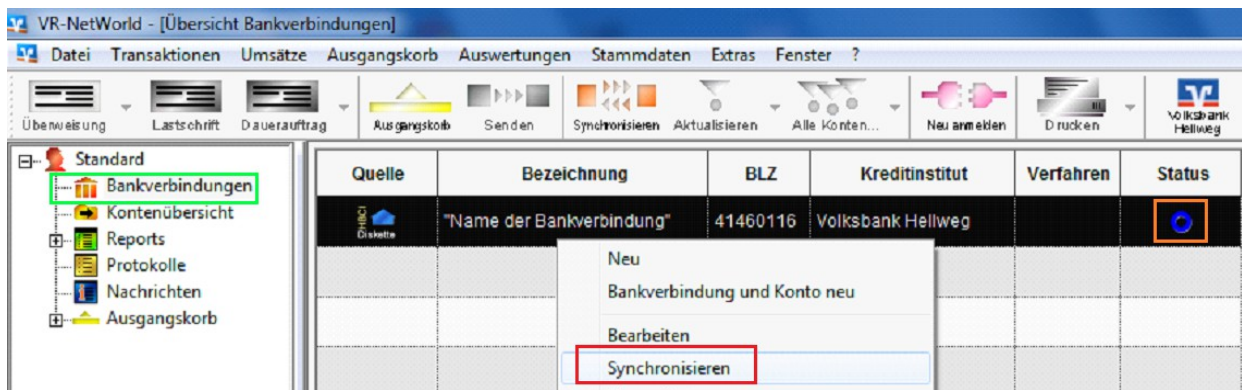 VR-NetWorld - [Übersicht Bankverbindungen]
Datei Transaktionen Umsätze Ausgangskorb Auswertungen Stammdaten Extras Fenster ?
Überweisung Lastschrift Dauerauftrag Ausgangskorb Senden Synchronisieren Aktualisieren Alle Konten... Neu anmelden Drucken Volksbank Hellweg
Standard
Bankverbindungen
Kontenübersicht
Reports
Protokolle
Nachrichten
Ausgangskorb
Quelle Bezeichnung BLZ Kreditinstitut Verfahren Status
HBCI Diskette "Name der Bankverbindung" 41460116 Volksbank Hellweg
Neu
Bankverbindung und Konto neu
Bearbeiten
Synchronisieren